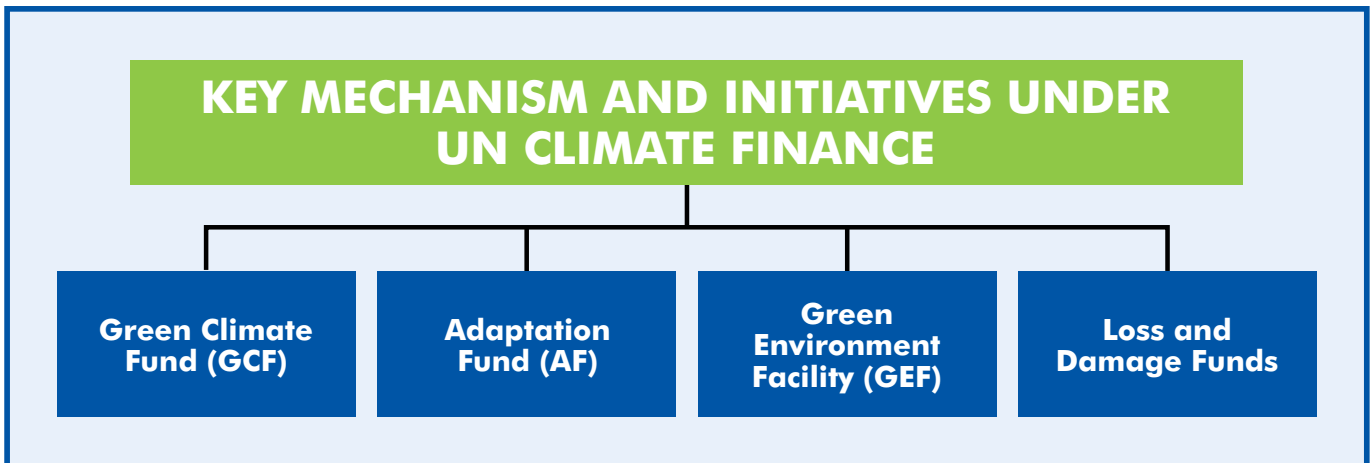 KEY MECHANISM AND INITIATIVES UNDER
UN CLIMATE FINANCE
Green Climate
Fund (GCF)
Adaptation
Fund (AF)
Green
Environment
Facility (GEF)
Loss and
Damage Funds